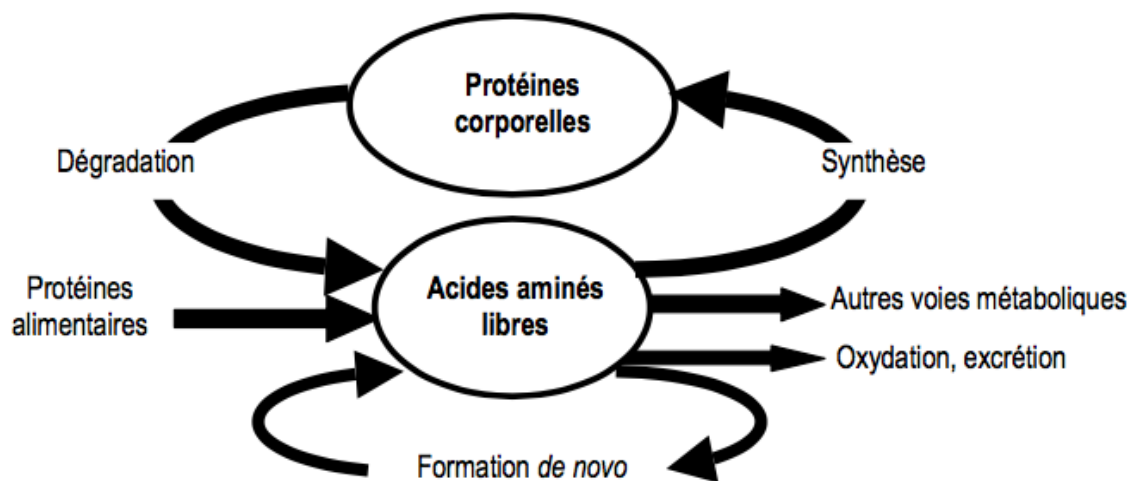 Protéines
corporelles
Dégradation
Synthèse
Protéines
alimentaires
Acides aminés
libres
Autres voies métaboliques
Oxydation, excrétion
Formation de novo